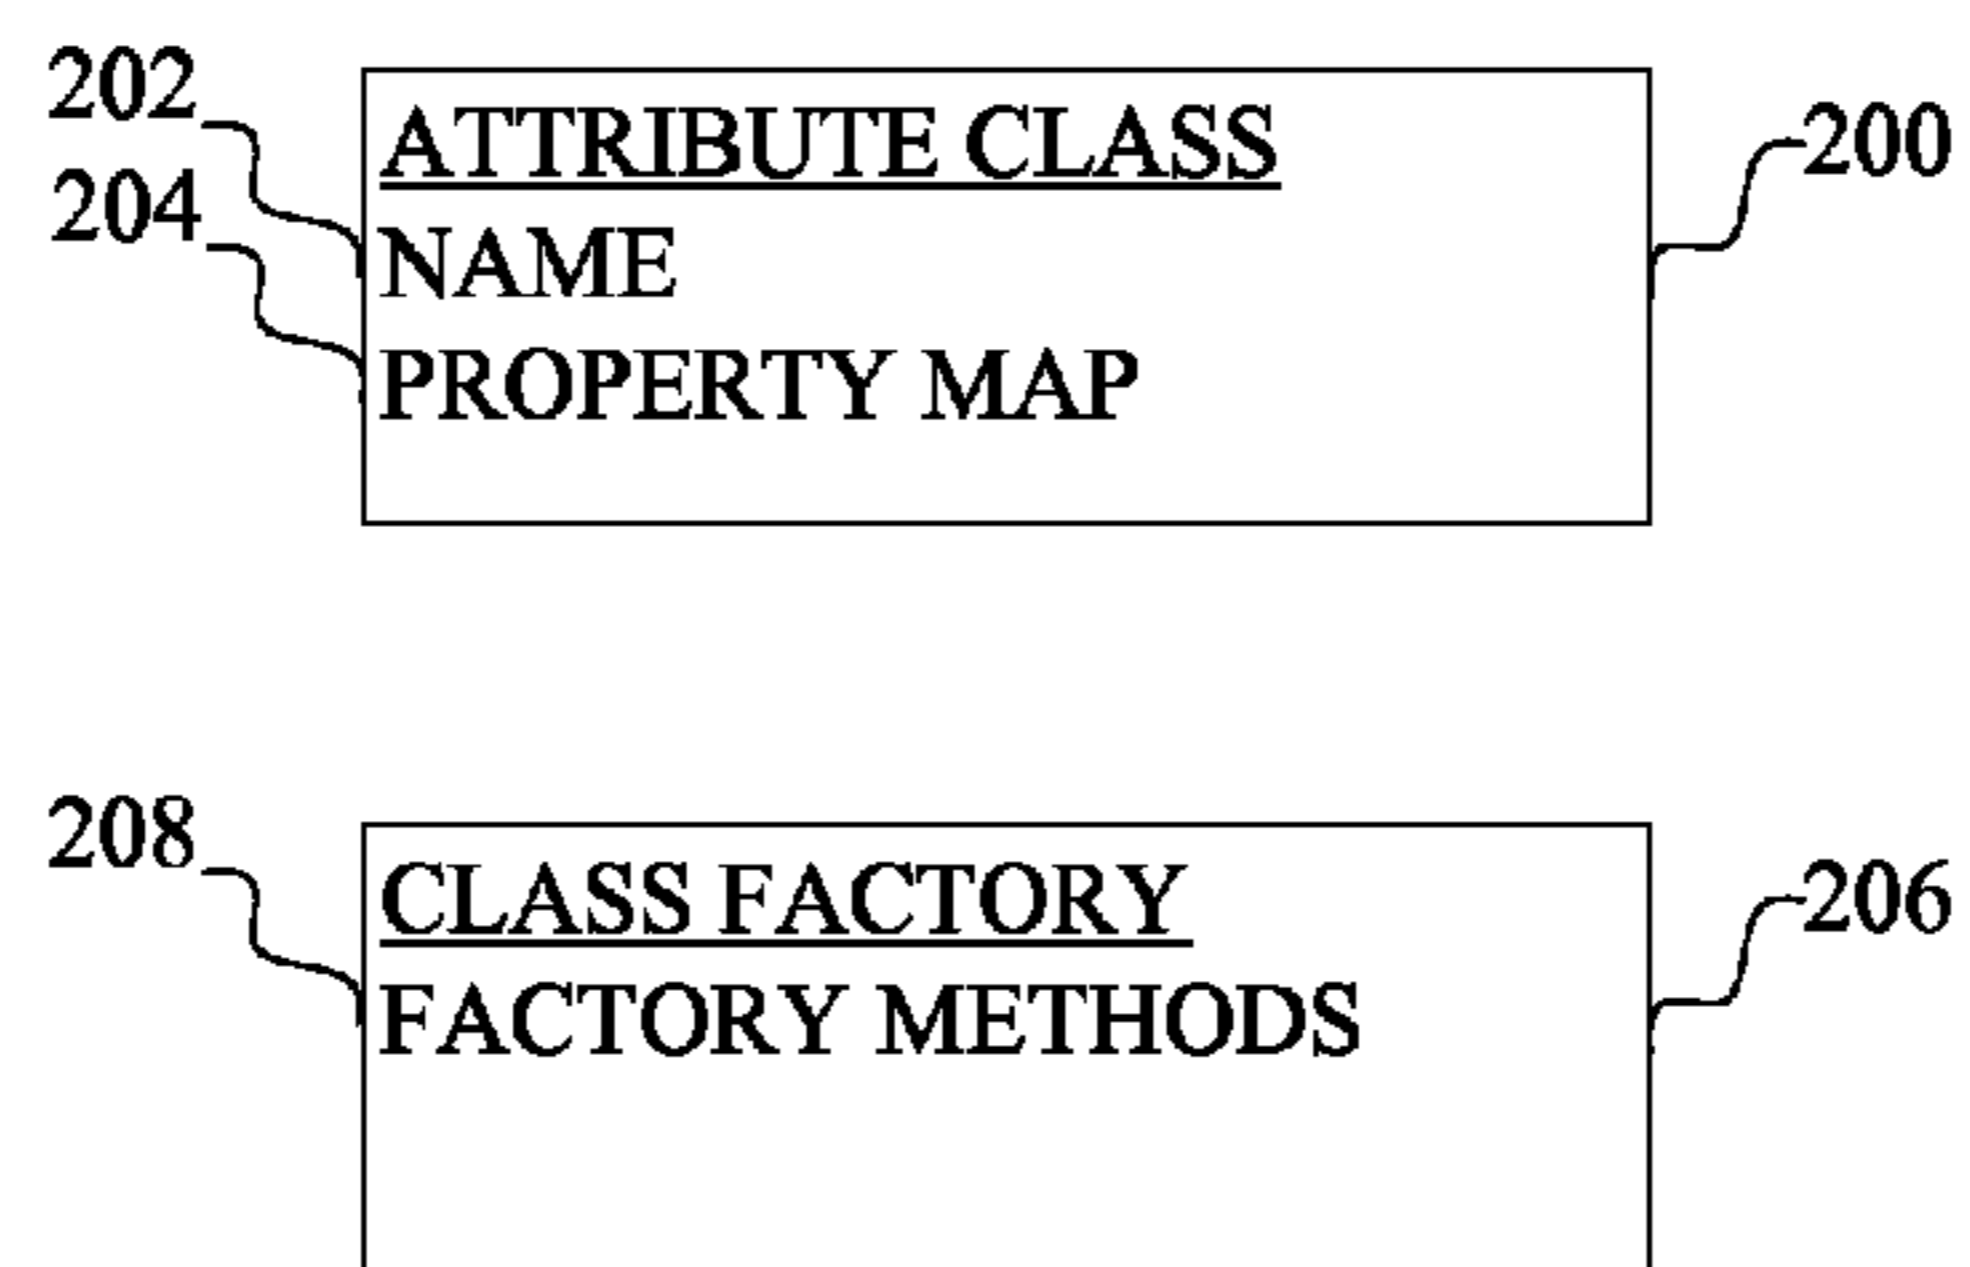 202
ATTRIBUTE CLASS
200
204
NAME
PROPERTY MAP
208
CLASS FACTORY
206
FACTORY METHODS